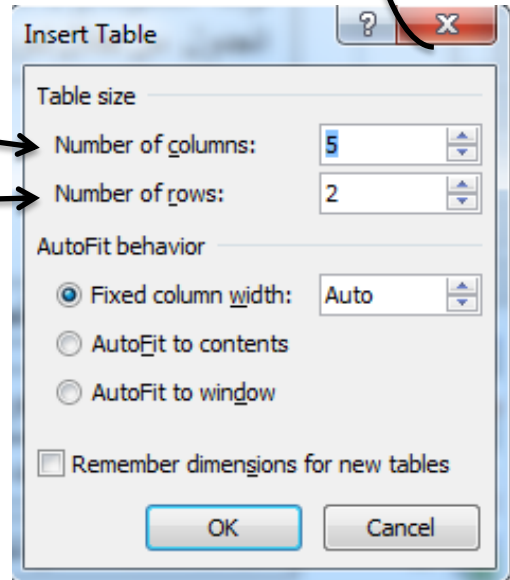 Insert Table
Table size
Number of columns: 5
Number of rows: 2
AutoFit behavior
Fixed column width: Auto
AutoFit to contents
AutoFit to window
Remember dimensions for new tables
OK Cancel